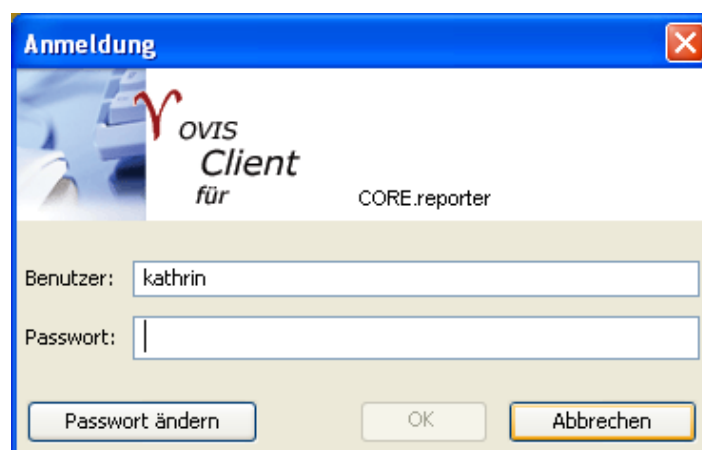 Anmeldung
OVIS
Client
für CORE.reporter
Benutzer: kathrin
Passwort:
Passwort ändern OK Abbrechen